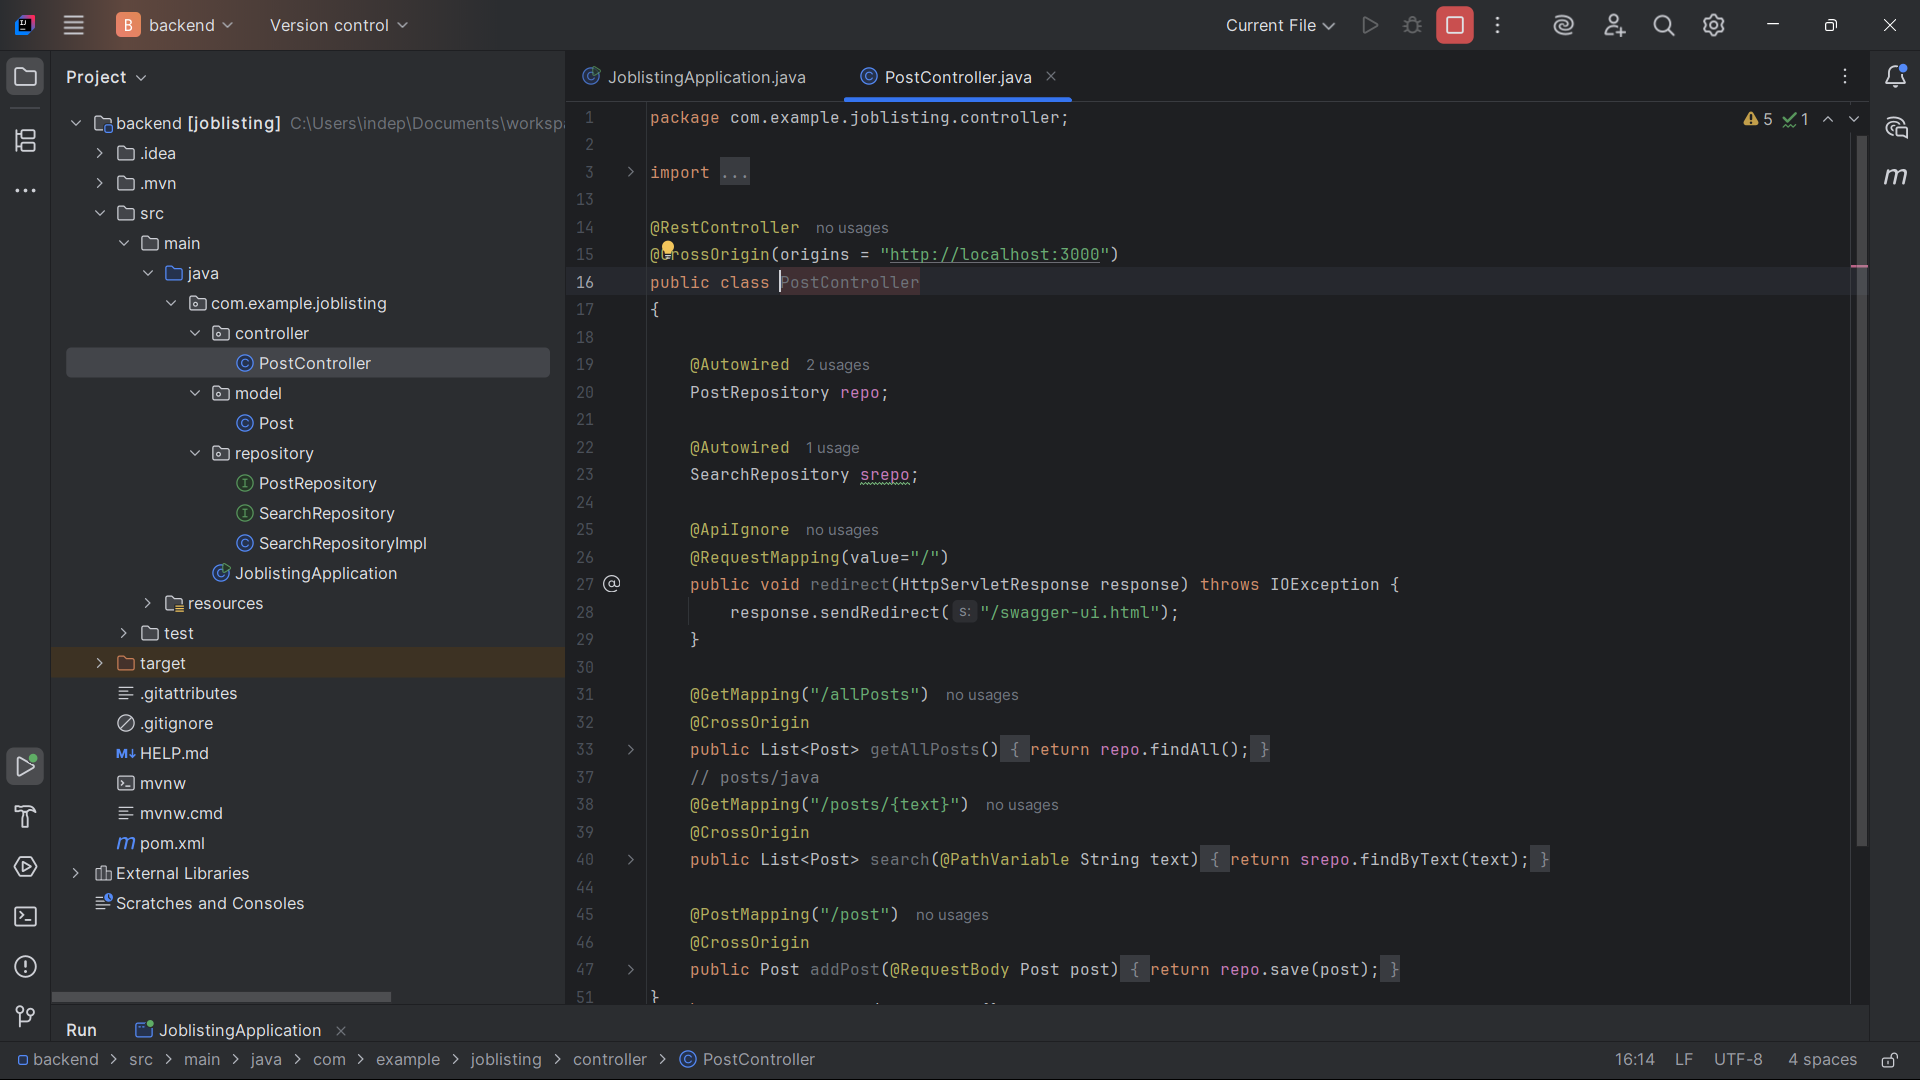 B backend
Version control
Current File
Project
JoblistingApplication.java
PostController.java
backend [joblisting] C:\Users\indep\Documents\worksp
.idea
.mvn
src
main
java
com.example.joblisting
controller
PostController
model
Post
repository
PostRepository
SearchRepository
SearchRepositoryImpl
JoblistingApplication
resources
test
target
.gitattributes
.gitignore
HELP.md
mvnw
mvnw.cmd
pom.xml
External Libraries
Scratches and Consoles
5 1
1 package com.example.joblisting.controller;
2
3 import ...
13
14 @RestController no usages
15 @CrossOrigin(origins = "http://localhost:3000")
16 public class PostController
17 {
18
19 @Autowired 2 usages
20 PostRepository repo;
21
22 @Autowired 1 usage
23 SearchRepository srepo;
24
25 @ApiIgnore no usages
26 @RequestMapping(value="/")
27 public void redirect(HttpServletResponse response) throws IOException {
28 response.sendRedirect( s: "/swagger-ui.html");
29 }
30
31 @GetMapping("/allPosts") no usages
32 @CrossOrigin
33 public List<Post> getAllPosts() { return repo.findAll(); }
37 // posts/java
38 @GetMapping("/posts/{text}") no usages
39 @CrossOrigin
40 public List<Post> search(@PathVariable String text) { return srepo.findByText(text); }
44
45 @PostMapping("/post") no usages
46 @CrossOrigin
47 public Post addPost(@RequestBody Post post) { return repo.save(post); }
51 }
Run JoblistingApplication
backend > src > main > java > com > example > joblisting > controller > PostController
16:14 LF UTF-8 4 spaces